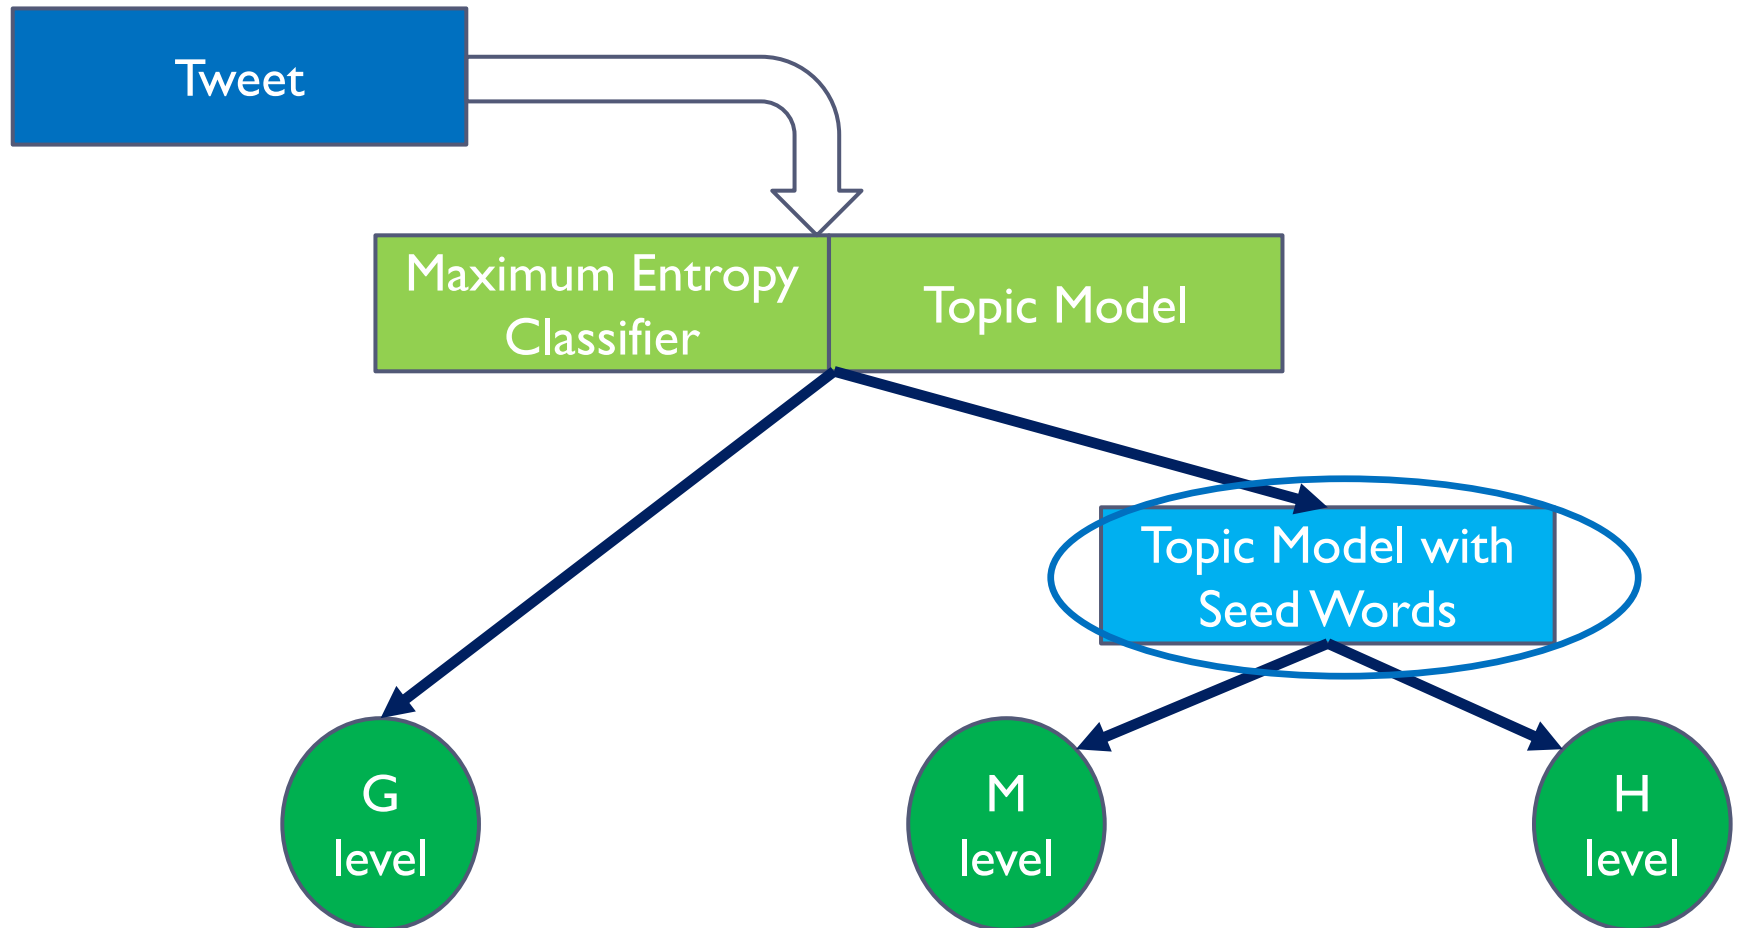 Tweet
Maximum Entropy
Classifier
Topic Model
Topic Model with
Seed Words
G
level
M
level
H
level